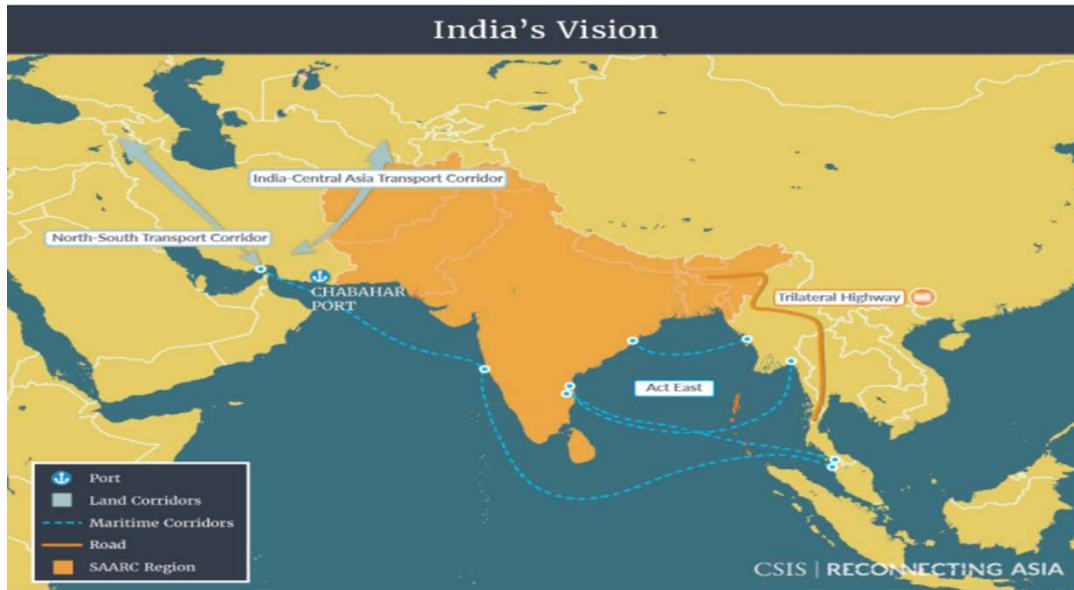 India's Vision
India-Central Asia Transport Corridor
North-South Transport Corridor
CHABAHAR
PORT
Trilateral Highway
Act East
Port
Land Corridors
Maritime Corridors
Road
SAARC Region
CSIS | RECONNECTING ASIA